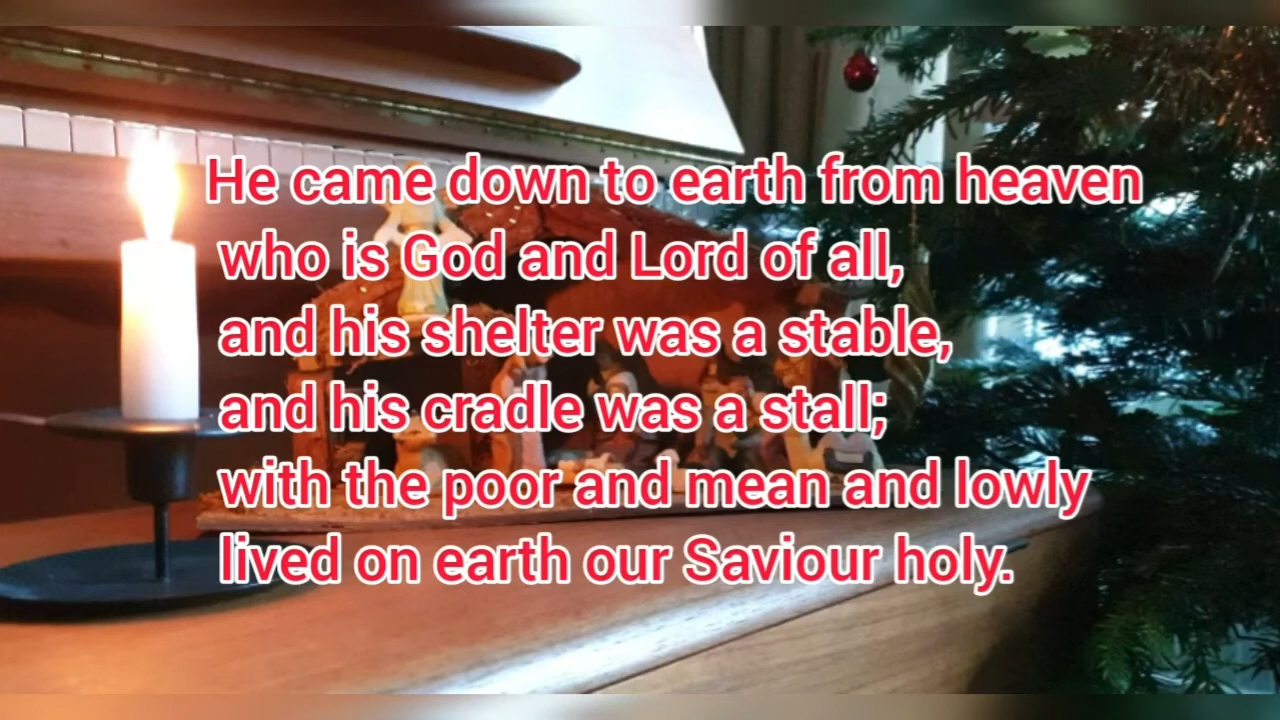 He came down to earth from heaven
who is God and Lord of all,
and his shelter was a stable,
and his cradle was a stall;
with the poor and mean and lowly
lived on earth our Saviour holy.